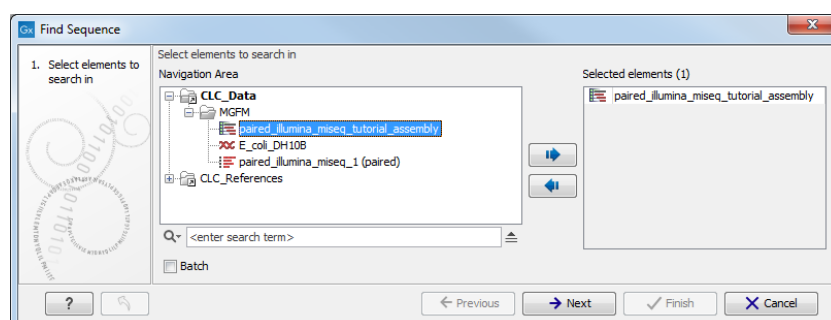 Gx Find Sequence
1. Select elements to
search in
Select elements to search in
Navigation Area
CLC_Data
MGFM
paired_illumina_miseq_tutorial_assembly
E_coli_DH10B
paired_illumina_miseq_1 (paired)
CLC_References
<enter search term>
Batch
Selected elements (1)
paired_illumina_miseq_tutorial_assembly
?
Previous
Next
Finish
Cancel